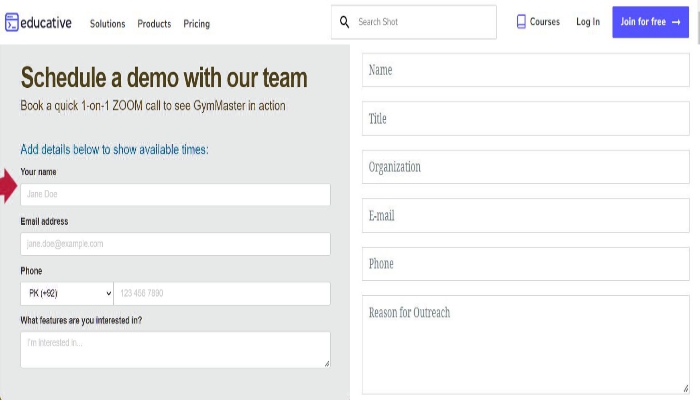 educative Solutions Products Pricing Search Shot Courses Log In Join for free →
Schedule a demo with our team
Book a quick 1-on-1 ZOOM call to see GymMaster in action
Add details below to show available times:
Your name
Jane Doe
Email address
jane.doe@example.com
Phone
PK (+92) 123 456 7890
What features are you interested in?
I'm interested in...
Name
Title
Organization
E-mail
Phone
Reason for Outreach